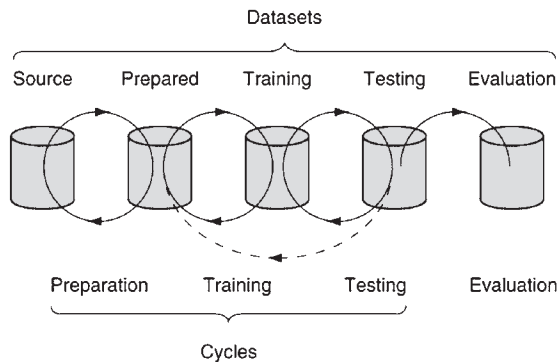 Datasets
Source Prepared Training Testing Evaluation
Preparation Training Testing Evaluation
Cycles